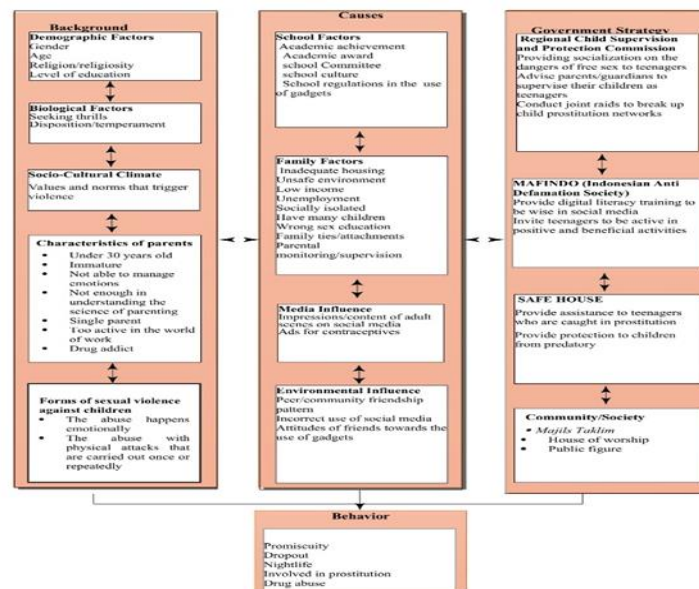 Background
Demographic Factors
Gender
Age
Religion/religiosity
Level of education
Biological Factors
Seeking thrills
Disposition/temperament
Socio-Cultural Climate
Values and norms that trigger
violence
Characteristics of parents
• Under 30 years old
• Immature
• Not able to manage
emotions
• Not enough in
understanding the
science of parenting
• Single parent
• Too active in the world
of work
• Drug addict
Forms of sexual violence
against children
• The abuse happens
emotionally
• The abuse with
physical attacks that
are carried out once or
repeatedly
Causes
School Factors
Academic achievement
Academic award
school Committee
school culture
School regulations in the use
of gadgets
Family Factors
Inadequate housing
Unsafe environment
Low income
Unemployment
Socially isolated
Have many children
Wrong sex education
Family ties/attachments
Parental
monitoring/supervision
Media Influence
Impressions/content of adult
scenes on social media
Ads for contraceptives
Environmental Influence
Peer/community friendship
pattern
Incorrect use of social media
Attitudes of friends towards the
use of gadgets
Government Strategy
Regional Child Supervision
and Protection Commission
Providing socialization on the
dangers of free sex to teenagers
Advise parents/guardians to
supervise their children as
teenagers
Conduct joint raids to break up
child prostitution networks
MAFINDO (Indonesian Anti
Defamation Society)
Provide digital literacy training to
be wise in social media
Invite teenagers to be active in
positive and beneficial activities
SAFE HOUSE
Provide assistance to teenagers
who are caught in prostitution
Provide protection to children
from predatory
Community/Society
• Majils Taklim
• House of worship
• Public figure
Behavior
Promiscuity
Dropout
Nightlife
Involved in prostitution
Drug abuse